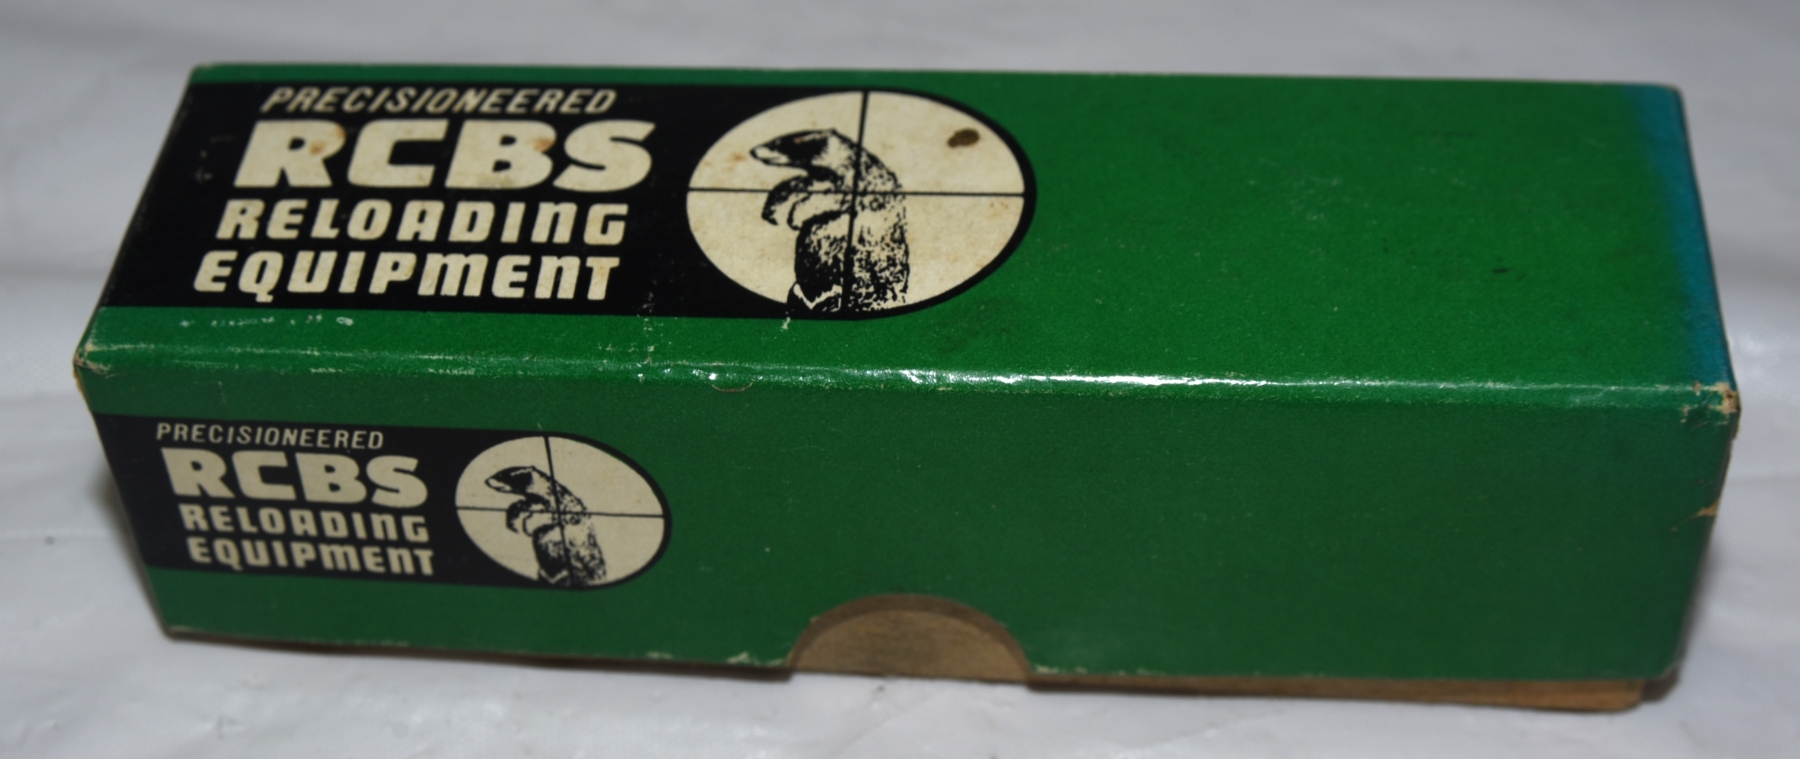 PRECISIONEERED
RCBS
RELOADING
EQUIPMENT
PRECISIONEERED
RCBS
RELOADING
EQUIPMENT